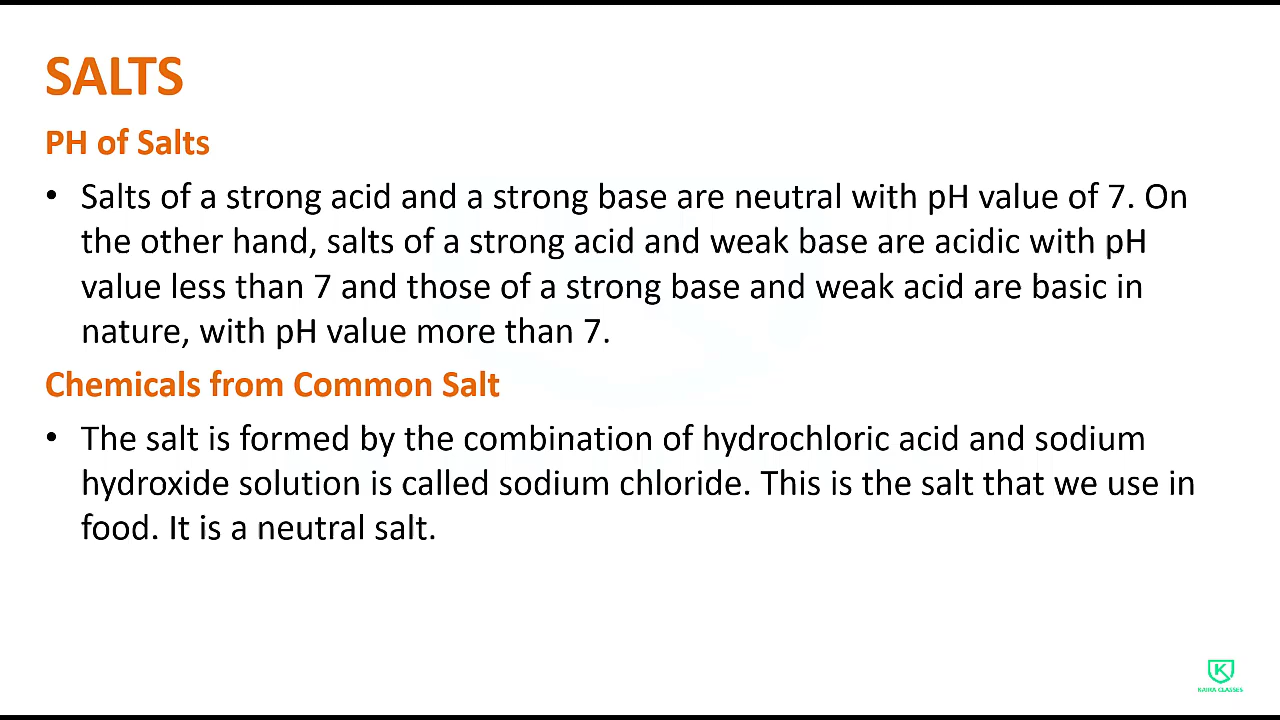 SALTS
PH of Salts
• Salts of a strong acid and a strong base are neutral with pH value of 7. On
the other hand, salts of a strong acid and weak base are acidic with pH
value less than 7 and those of a strong base and weak acid are basic in
nature, with pH value more than 7.
Chemicals from Common Salt
• The salt is formed by the combination of hydrochloric acid and sodium
hydroxide solution is called sodium chloride. This is the salt that we use in
food. It is a neutral salt.
K
KAIRA CLASSES